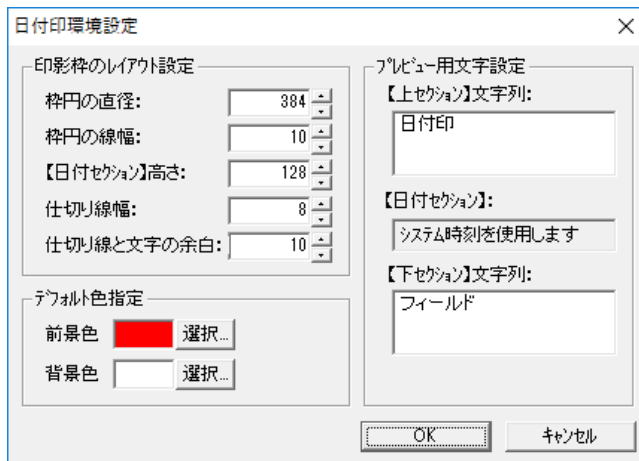 日付印環境設定
印影枠のレイアウト設定
枠円の直径:
384
枠円の線幅:
10
【日付ｾｸｼｮﾝ】高さ:
128
仕切り線幅:
8
仕切り線と文字の余白:
10
ﾃﾞﾌｫﾙﾄ色指定
前景色
選択...
背景色
選択...
ﾌﾟﾚﾋﾞｭｰ用文字設定
【上ｾｸｼｮﾝ】文字列:
日付印
【日付ｾｸｼｮﾝ】:
ｼｽﾃﾑ時刻を使用します
【下ｾｸｼｮﾝ】文字列:
フィールド
OK
ｷｬﾝｾﾙ